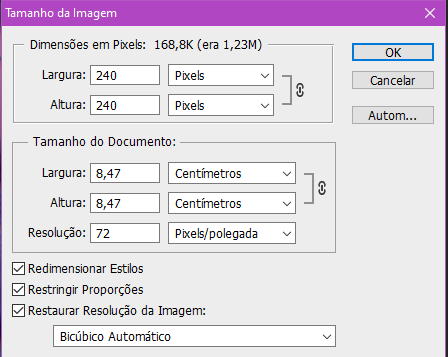 Tamanho da Imagem
Dimensões em Pixels: 168,8K (era 1,23M)
OK
Largura: 240 Pixels
Cancelar
Altura: 240 Pixels
Autom...
Tamanho do Documento:
Largura: 8,47 Centímetros
Altura: 8,47 Centímetros
Resolução: 72 Pixels/polegada
Redimensionar Estilos
Restringir Proporções
Restaurar Resolução da Imagem:
Bicúbico Automático